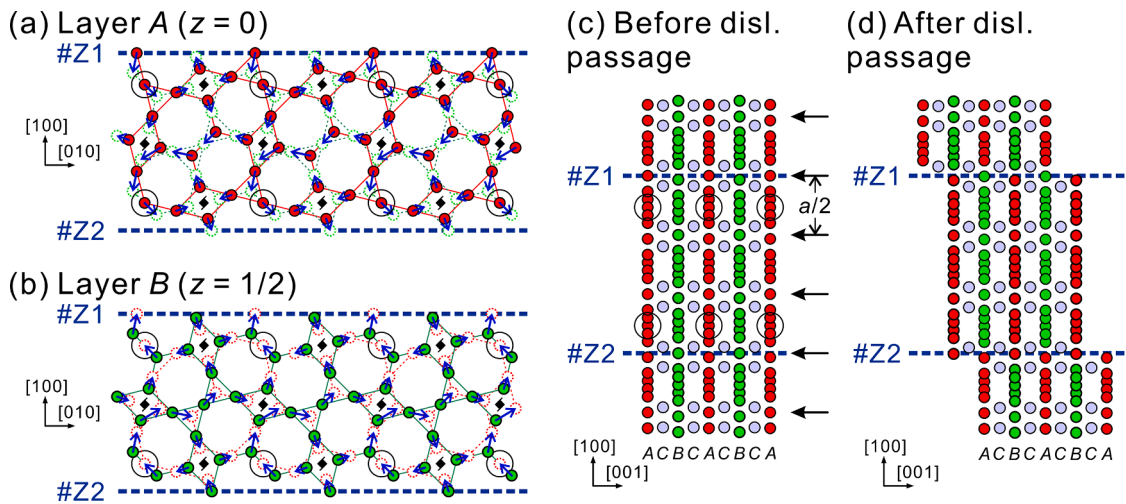 (a) Layer A (z = 0)
#Z1
[100]
[010]
#Z2
(b) Layer B (z = 1/2)
#Z1
[100]
[010]
#Z2
(c) Before disl.
passage
#Z1
a/2
#Z2
A C B C A C B C A
[100]
[001]
(d) After disl.
passage
#Z1
#Z2
A C B C A C B C A
[100]
[001]